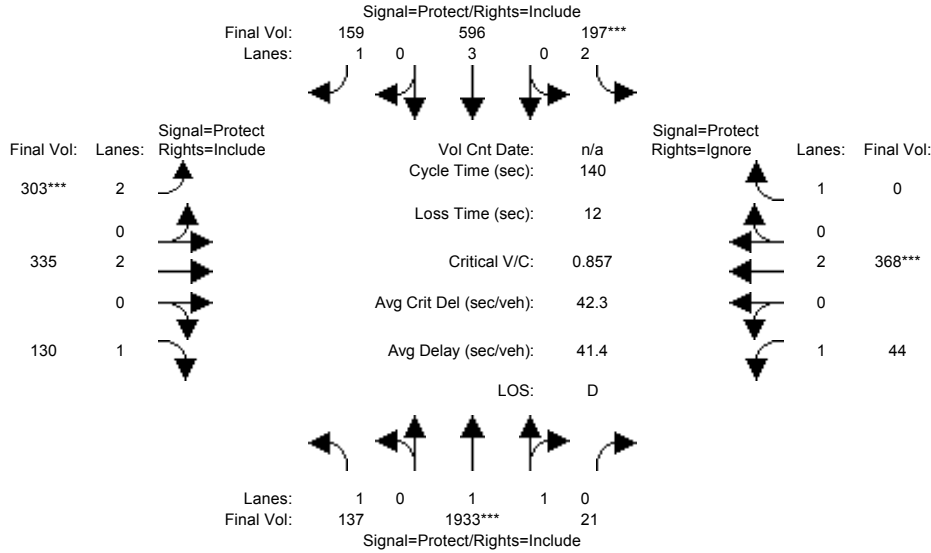 Signal=Protect/Rights=Include
Final Vol: 159 596 197***
Lanes: 1 0 3 0 2
Signal=Protect
Final Vol: Lanes: Rights=Include
Vol Cnt Date: n/a
Signal=Protect
Rights=Ignore Lanes: Final Vol:
Cycle Time (sec): 140
303*** 2
1 0
Loss Time (sec): 12
0
0
335 2
Critical V/C: 0.857
2 368***
0
Avg Crit Del (sec/veh): 42.3
0
130 1
Avg Delay (sec/veh): 41.4
1 44
LOS: D
Lanes: 1 0 1 1 0
Final Vol: 137 1933*** 21
Signal=Protect/Rights=Include